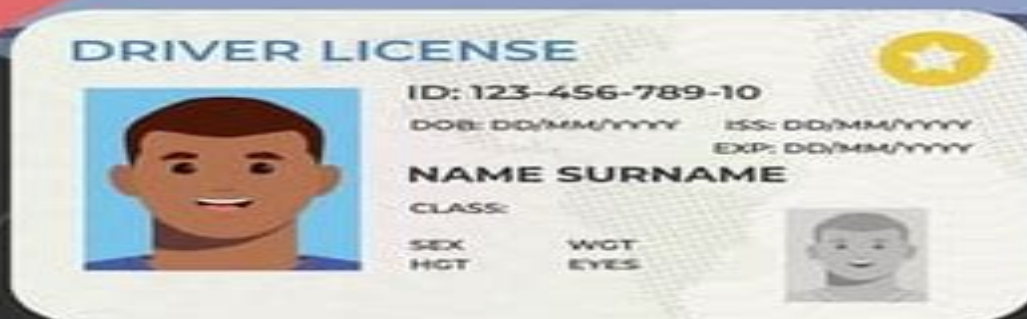 DRIVER LICENSE
ID: 123-456-789-10
DOB: DD/MM/YYYY ISS: DD/MM/YYYY
EXP: DD/MM/YYYY
NAME SURNAME
CLASS:
SEX WGT
HGT EYES